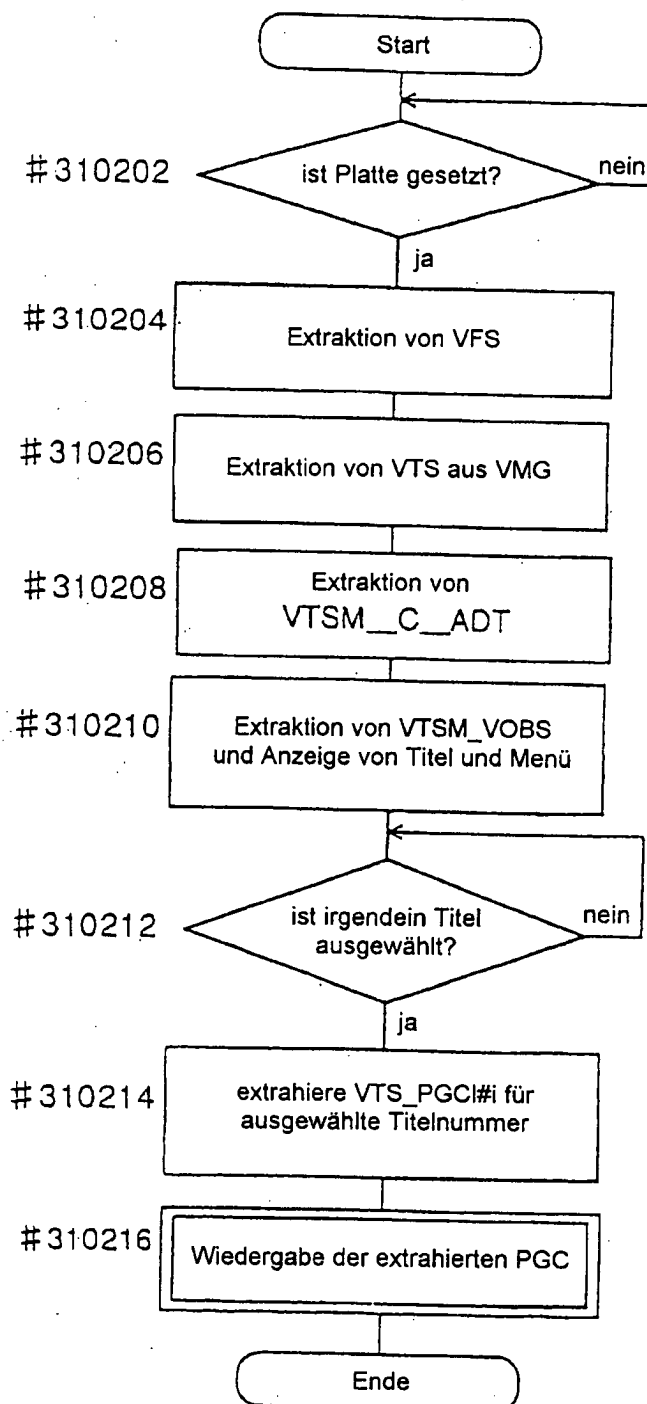 Start
#310202
ist Platte gesetzt?
nein
ja
#310204
Extraktion von VFS
#310206
Extraktion von VTS aus VMG
#310208
Extraktion von
VTSM__C__ADT
#310210
Extraktion von VTSM_VOBS
und Anzeige von Titel und Menü
#310212
ist irgendein Titel
ausgewählt?
nein
ja
#310214
extrahiere VTS_PGCI#i für
ausgewählte Titelnummer
#310216
Wiedergabe der extrahierten PGC
Ende